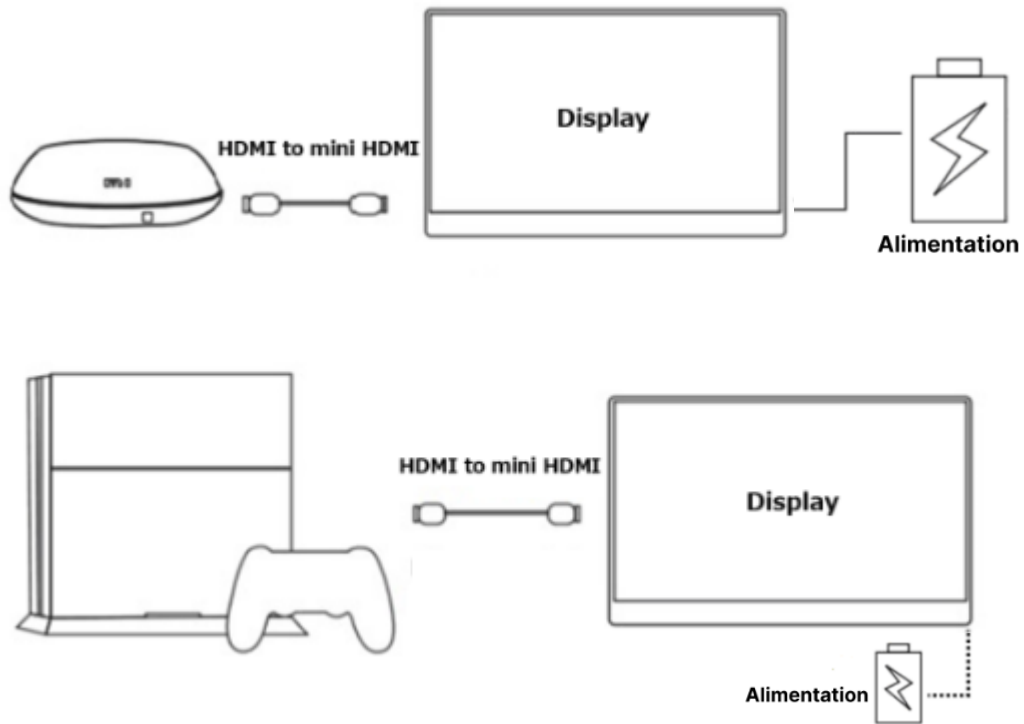 Display
HDMI to mini HDMI
Alimentation
HDMI to mini HDMI
Display
Alimentation